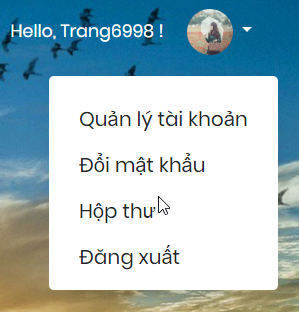 Hello, Trang6998 !
Quản lý tài khoản
Đổi mật khẩu
Hộp thư
Đăng xuất